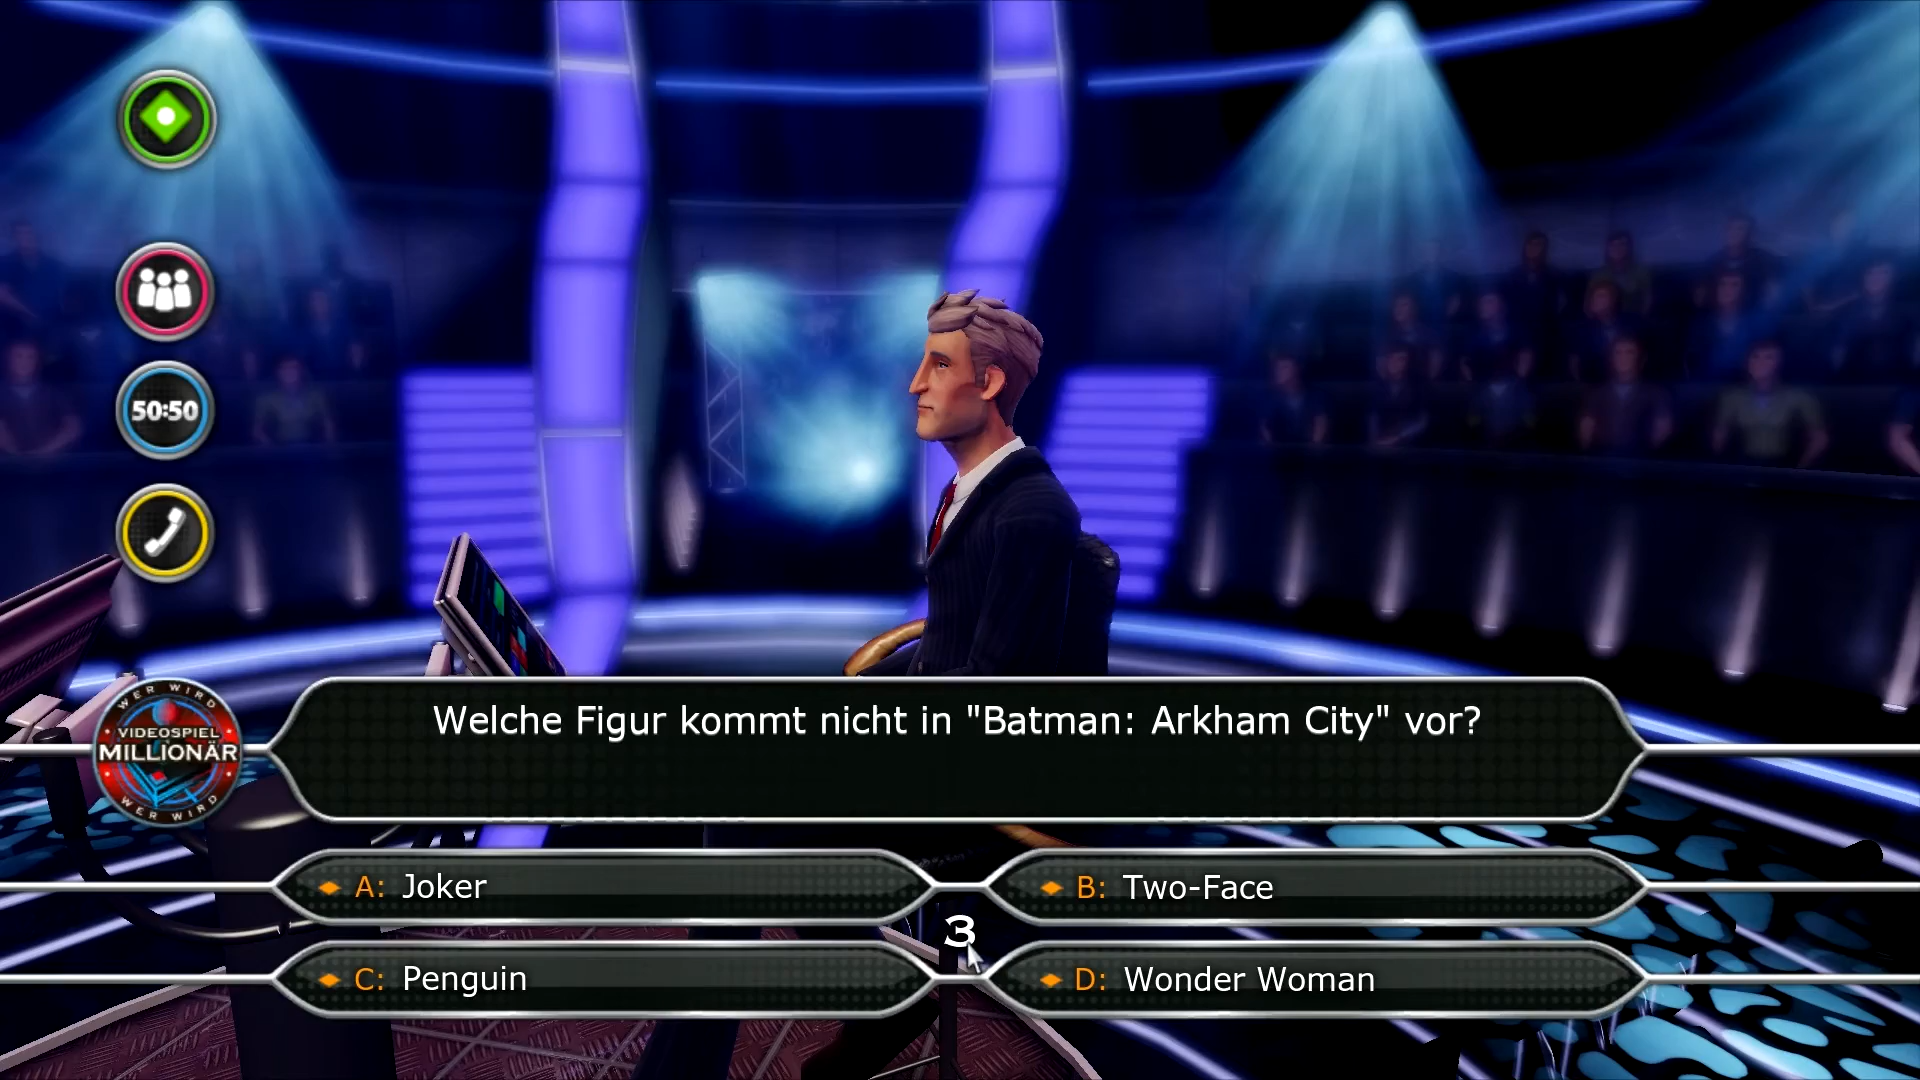 50:50
WER WIRD
VIDEOSPIEL
MILLIONÄR
WER WIRD
Welche Figur kommt nicht in "Batman: Arkham City" vor?
A: Joker
B: Two-Face
3
C: Penguin
D: Wonder Woman